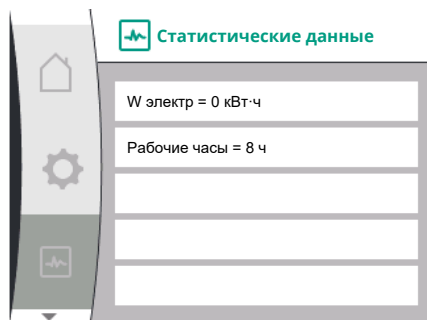 Статистические данные
W электр = 0 кВт·ч
Рабочие часы = 8 ч